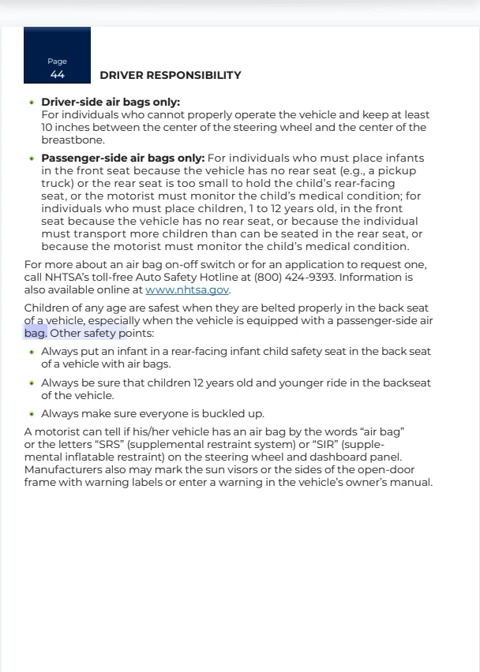 Page
44
DRIVER RESPONSIBILITY
• Driver-side air bags only:
For individuals who cannot properly operate the vehicle and keep at least
10 inches between the center of the steering wheel and the center of the
breastbone.
• Passenger-side air bags only: For individuals who must place infants
in the front seat because the vehicle has no rear seat (e.g., a pickup
truck) or the rear seat is too small to hold the child's rear-facing
seat, or the motorist must monitor the child's medical condition; for
individuals who must place children, 1 to 12 years old, in the front
seat because the vehicle has no rear seat, or because the individual
must transport more children than can be seated in the rear seat, or
because the motorist must monitor the child's medical condition.
For more about an air bag on-off switch or for an application to request one,
call NHTSA's toll-free Auto Safety Hotline at (800) 424-9393. Information is
also available online at www.nhtsa.gov.
Children of any age are safest when they are belted properly in the back seat
of a vehicle, especially when the vehicle is equipped with a passenger-side air
bag. Other safety points:
• Always put an infant in a rear-facing infant child safety seat in the back seat
of a vehicle with air bags.
• Always be sure that children 12 years old and younger ride in the backseat
of the vehicle.
• Always make sure everyone is buckled up.
A motorist can tell if his/her vehicle has an air bag by the words “air bag”
or the letters “SRS” (supplemental restraint system) or “SIR” (supple-
mental inflatable restraint) on the steering wheel and dashboard panel.
Manufacturers also may mark the sun visors or the sides of the open-door
frame with warning labels or enter a warning in the vehicle's owner's manual.